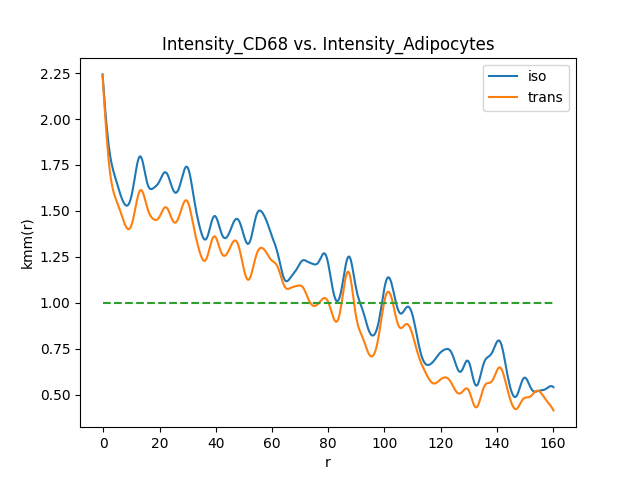 Intensity_CD68 vs. Intensity_Adipocytes
iso
trans
2.25
2.00
1.75
1.50
1.25
1.00
0.75
0.50
kmm(r)
0 20 40 60 80 100 120 140 160
r